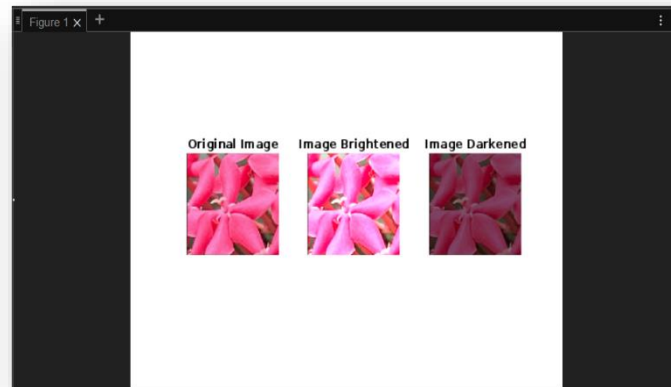 Figure 1
Original Image
Image Brightened
Image Darkened